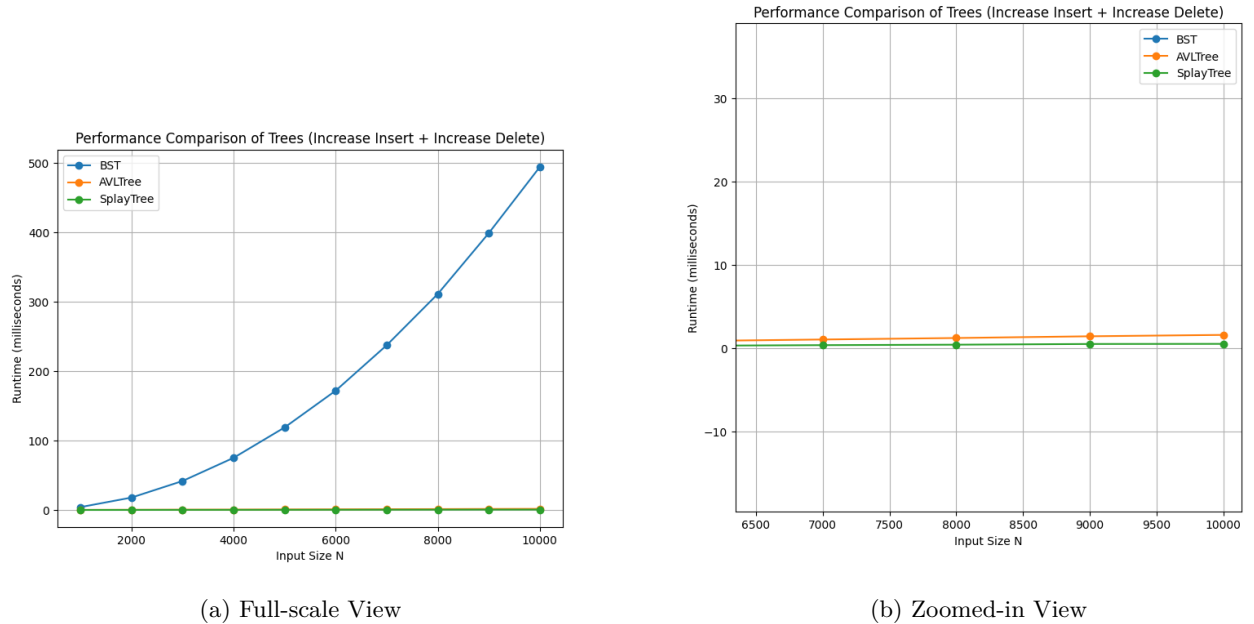 Performance Comparison of Trees (Increase Insert + Increase Delete)
BST
AVLTree
SplayTree
500
400
300
200
100
0
Runtime (milliseconds)
2000 4000 6000 8000 10000
Input Size N
(a) Full-scale View
Performance Comparison of Trees (Increase Insert + Increase Delete)
BST
AVLTree
SplayTree
30
20
10
0
−10
Runtime (milliseconds)
6500 7000 7500 8000 8500 9000 9500 10000
Input Size N
(b) Zoomed-in View